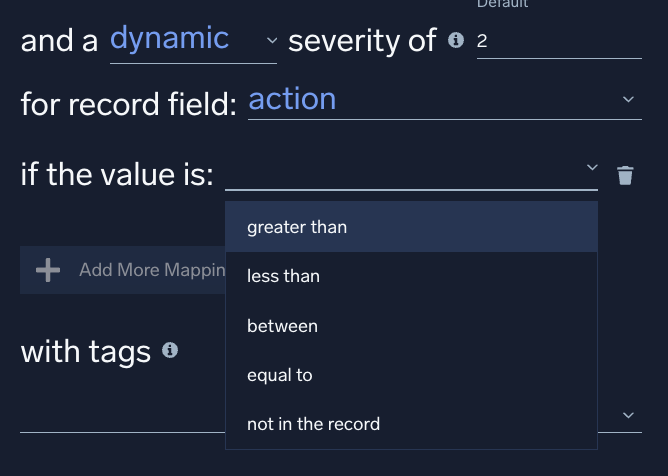 Default
and a dynamic severity of 2
for record field: action
if the value is:
greater than
Add More Mappin
less than
between
with tags
equal to
not in the record